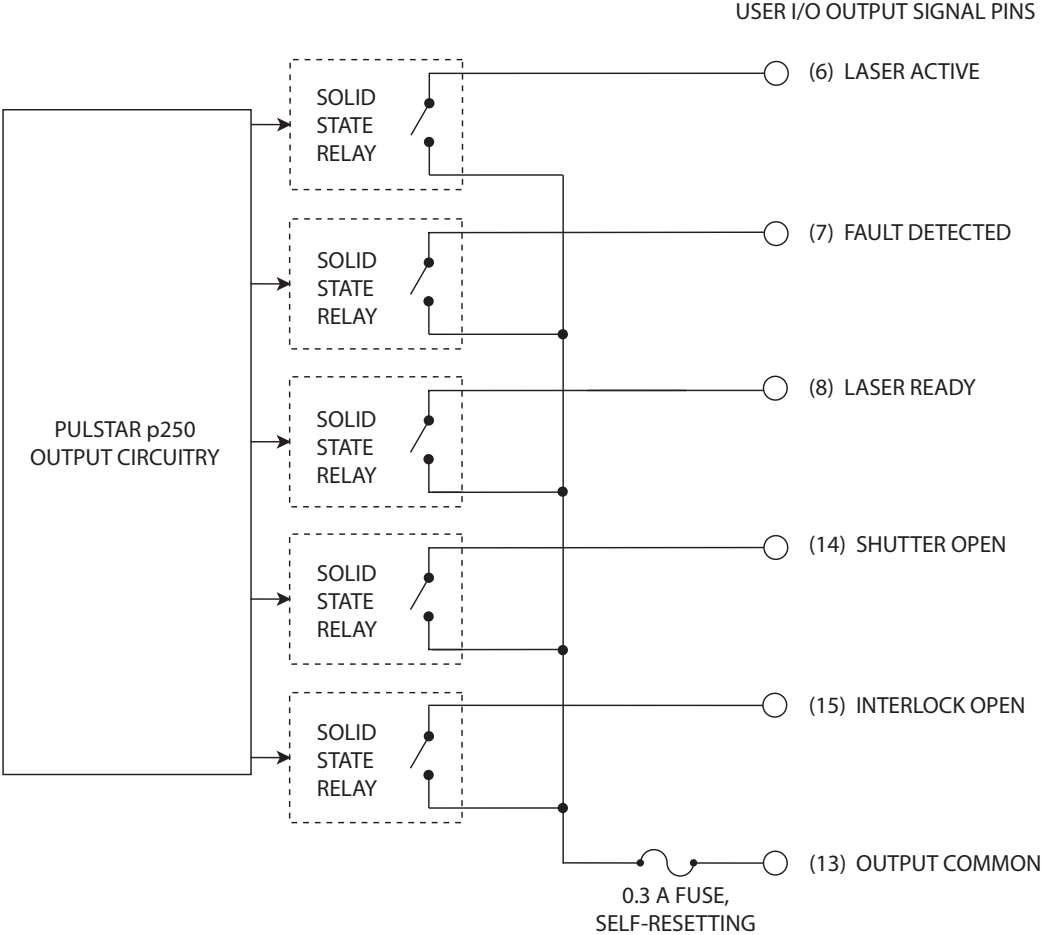 USER I/O OUTPUT SIGNAL PINS
SOLID
STATE
RELAY
(6) LASER ACTIVE
SOLID
STATE
RELAY
(7) FAULT DETECTED
PULSTAR p250
OUTPUT CIRCUITRY
SOLID
STATE
RELAY
(8) LASER READY
SOLID
STATE
RELAY
(14) SHUTTER OPEN
SOLID
STATE
RELAY
(15) INTERLOCK OPEN
(13) OUTPUT COMMON
0.3 A FUSE,
SELF-RESETTING